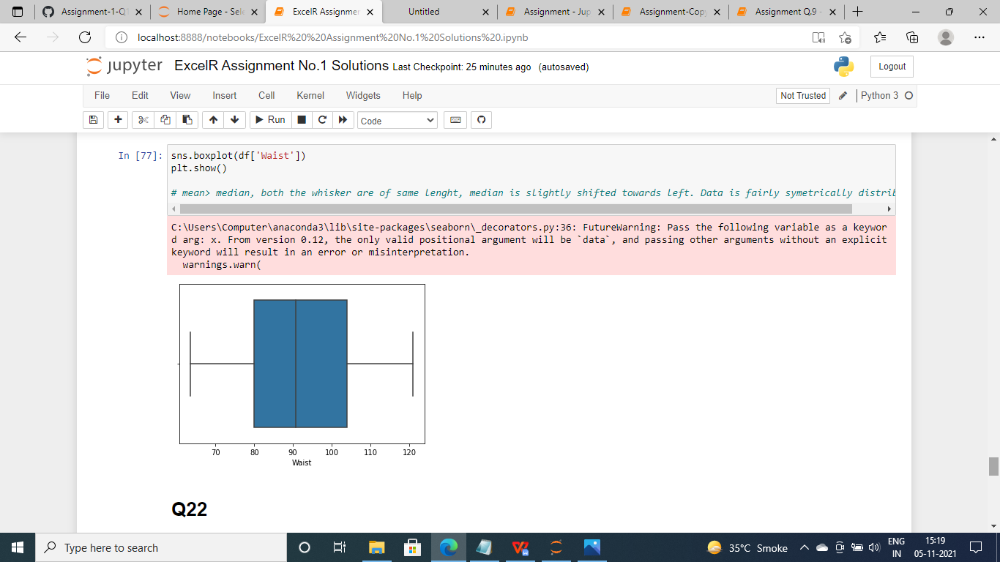 Assignment-1-Q1
Home Page - Sele
ExcelR Assignmen
Untitled
Assignment - Jup
Assignment-Copy
Assignment Q.9 -
localhost:8888/notebooks/ExcelR%20%20Assignment%20No.1%20Solutions%20.ipynb
jupyter ExcelR Assignment No.1 Solutions Last Checkpoint: 25 minutes ago (autosaved)
Logout
File Edit View Insert Cell Kernel Widgets Help
Not Trusted Python 3
Run Code
In [77]: sns.boxplot(df['Waist'])
plt.show()
# mean> median, both the whisker are of same lenght, median is slightly shifted towards left. Data is fairly symetrically distrib
C:\Users\Computer\anaconda3\lib\site-packages\seaborn\_decorators.py:36: FutureWarning: Pass the following variable as a keywor
d arg: x. From version 0.12, the only valid positional argument will be `data`, and passing other arguments without an explicit
keyword will result in an error or misinterpretation.
warnings.warn(
70 80 90 100 110 120
Waist
Q22
Type here to search
35°C Smoke
ENG
IN
15:19
05-11-2021